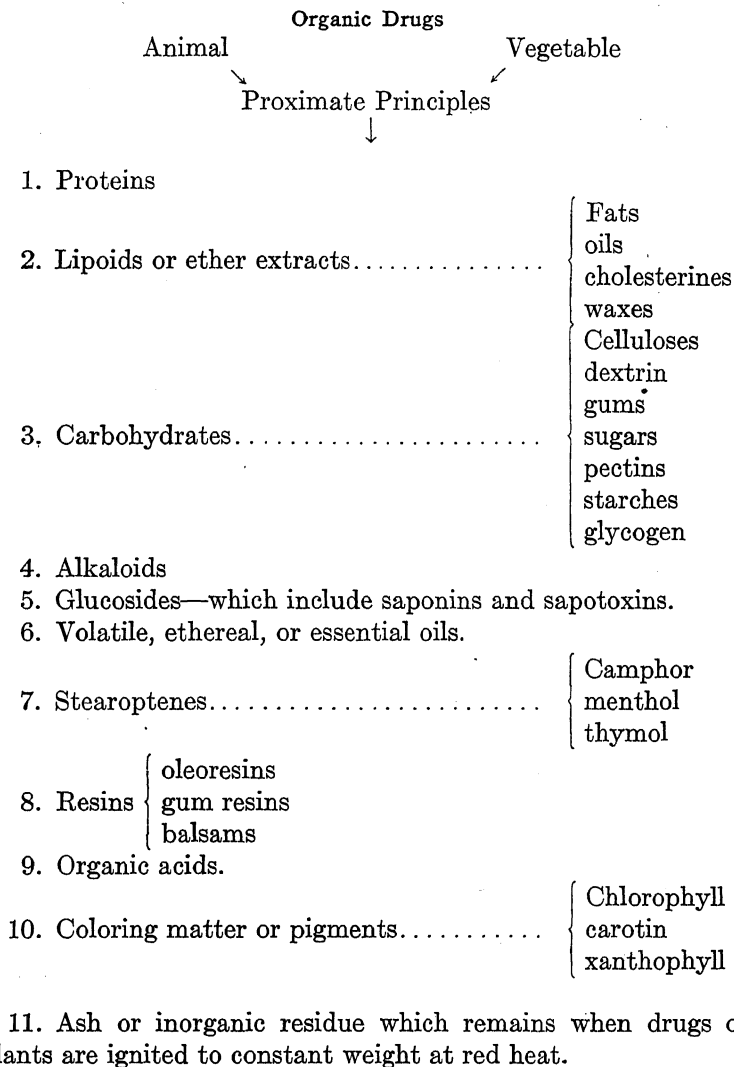 Organic Drugs
Animal Vegetable
Proximate Principles
1. Proteins
2. Lipoids or ether extracts................
Fats
oils
cholesterines
waxes
3. Carbohydrates........................
Celluloses
dextrin
gums
sugars
pectins
starches
glycogen
4. Alkaloids
5. Glucosides—which include saponins and sapotoxins.
6. Volatile, ethereal, or essential oils.
7. Stearoptenes.........................
Camphor
menthol
thymol
8. Resins
oleoresins
gum resins
balsams
9. Organic acids.
10. Coloring matter or pigments...........
Chlorophyll
carotin
xanthophyll
11. Ash or inorganic residue which remains when drugs
are ignited to constant weight at red heat.